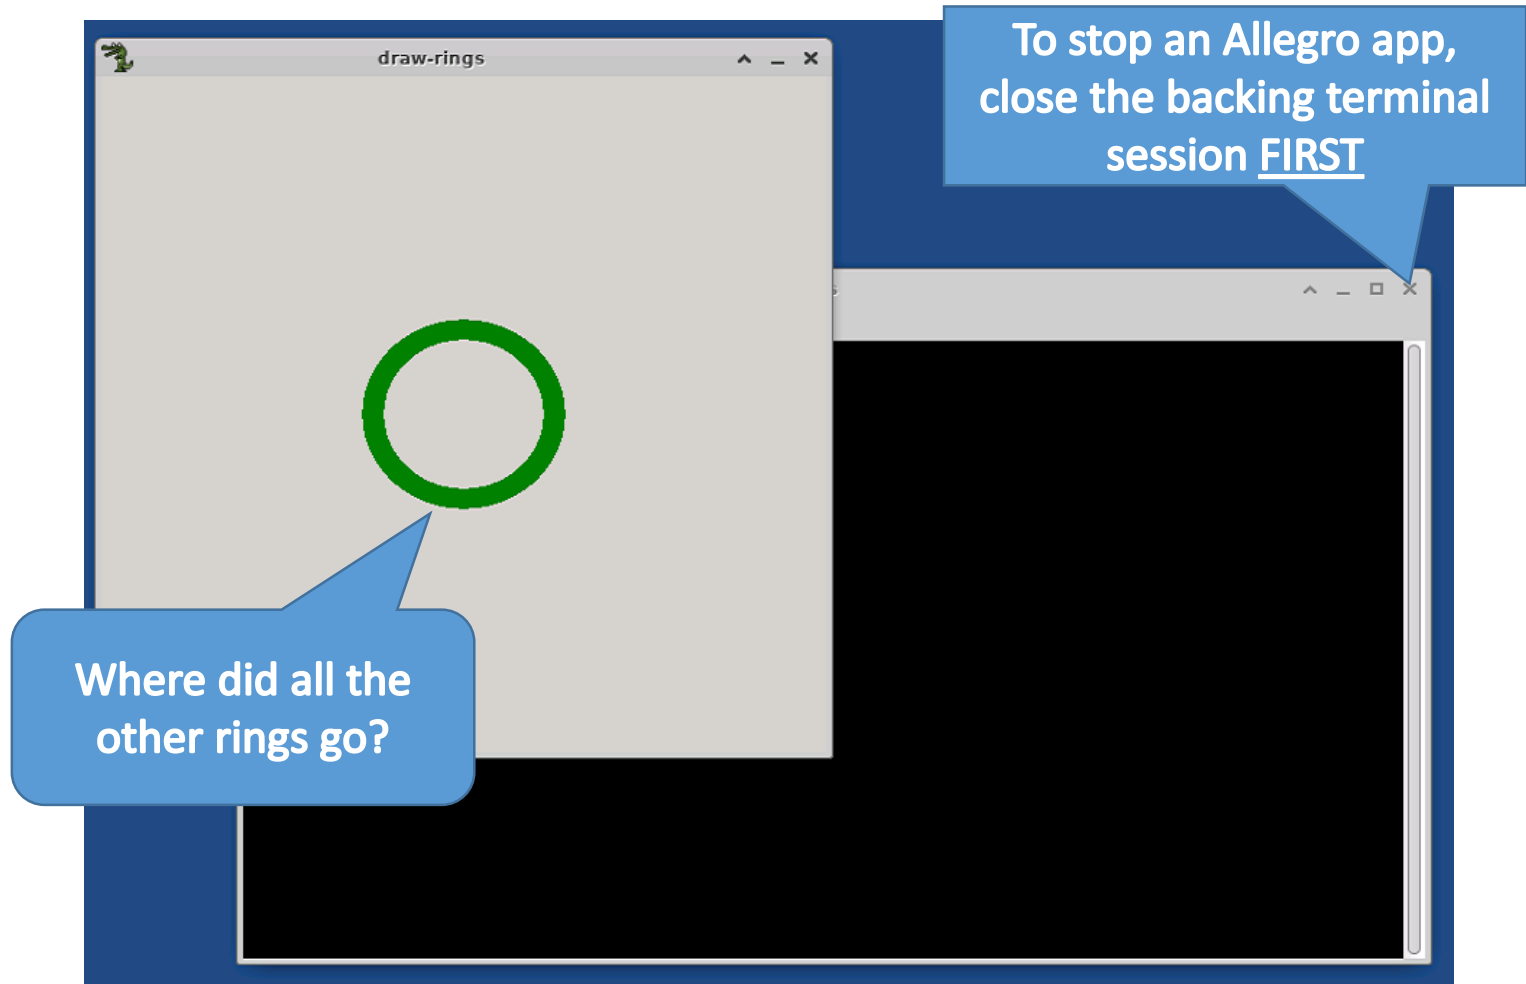 draw-rings
To stop an Allegro app,
close the backing terminal
session FIRST
Where did all the
other rings go?